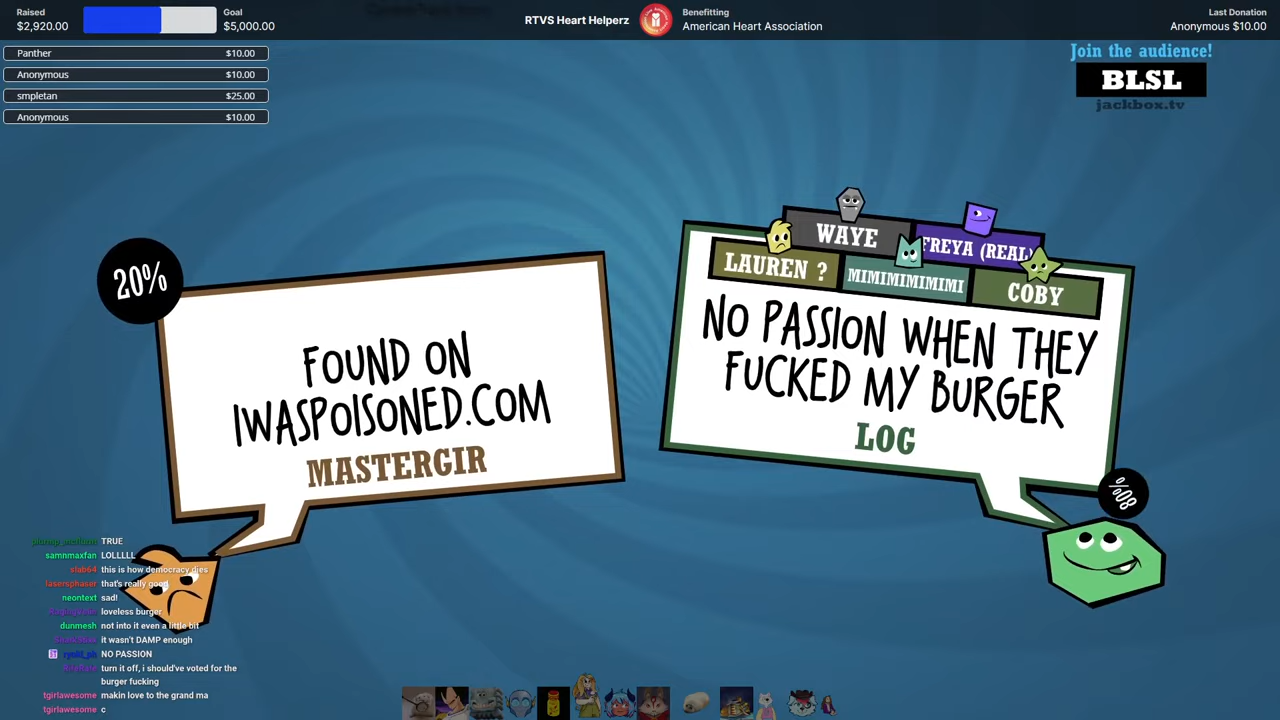 Raised
$2,920.00
Goal
$5,000.00
RTVS Heart Helperz
Benefitting
American Heart Association
Last Donation
Anonymous $10.00
Panther $10.00
Anonymous $10.00
smpletan $25.00
Anonymous $10.00
Join the audience!
BLSL
jackbox.tv
20%
FOUND ON
IWASPOISONED.COM
MASTERGIR
WAYE
FREYA (REAL)
LAUREN ?
MIMIMIMIMIMI
COBY
NO PASSION WHEN THEY
FUCKED MY BURGER
LOG
80%
TRUE
samnmaxfan LOLLLLL
slab64 this is how democracy dies
lasersphaser that's really good
neontext sad!
loveless burger
dunmesh not into it even a little bit
it wasn't DAMP enough
NO PASSION
turn it off, i should've voted for the
burger fucking
tgirlawesome makin love to the grand ma
tgirlawesome c